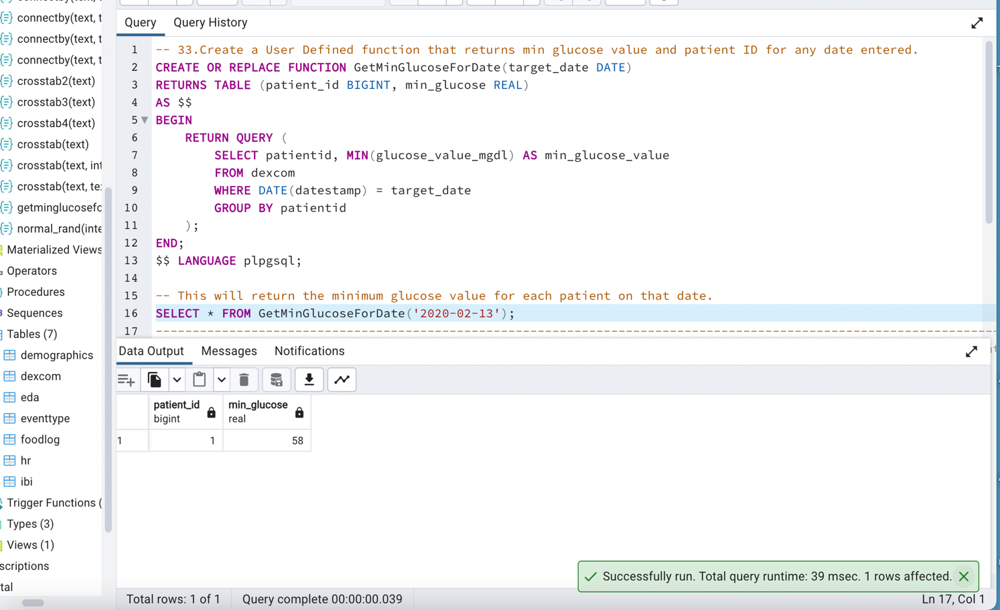 connectby(text, t
connectby(text, t
connectby(text, t
connectby(text, t
crosstab2(text)
crosstab3(text)
crosstab4(text)
crosstab(text)
crosstab(text, int
crosstab(text, te
getminglucosefo
normal_rand(inte
Materialized Views
Operators
Procedures
Sequences
Tables (7)
demographics
dexcom
eda
eventtype
foodlog
hr
ibi
Trigger Functions (
Types (3)
Views (1)
scriptions
tal
Query Query History
1 -- 33.Create a User Defined function that returns min glucose value and patient ID for any date entered.
2 CREATE OR REPLACE FUNCTION GetMinGlucoseForDate(target_date DATE)
3 RETURNS TABLE (patient_id BIGINT, min_glucose REAL)
4 AS $$
5 BEGIN
6 RETURN QUERY (
7 SELECT patientid, MIN(glucose_value_mgdl) AS min_glucose_value
8 FROM dexcom
9 WHERE DATE(datestamp) = target_date
10 GROUP BY patientid
11 );
12 END;
13 $$ LANGUAGE plpgsql;
14
15 -- This will return the minimum glucose value for each patient on that date.
16 SELECT * FROM GetMinGlucoseForDate('2020-02-13');
17 --------------------------------------------------------------------------------------------------------------------
Data Output Messages Notifications
patient_id min_glucose
bigint real
1 1 58
Successfully run. Total query runtime: 39 msec. 1 rows affected.
Total rows: 1 of 1 Query complete 00:00:00.039 Ln 17, Col 1